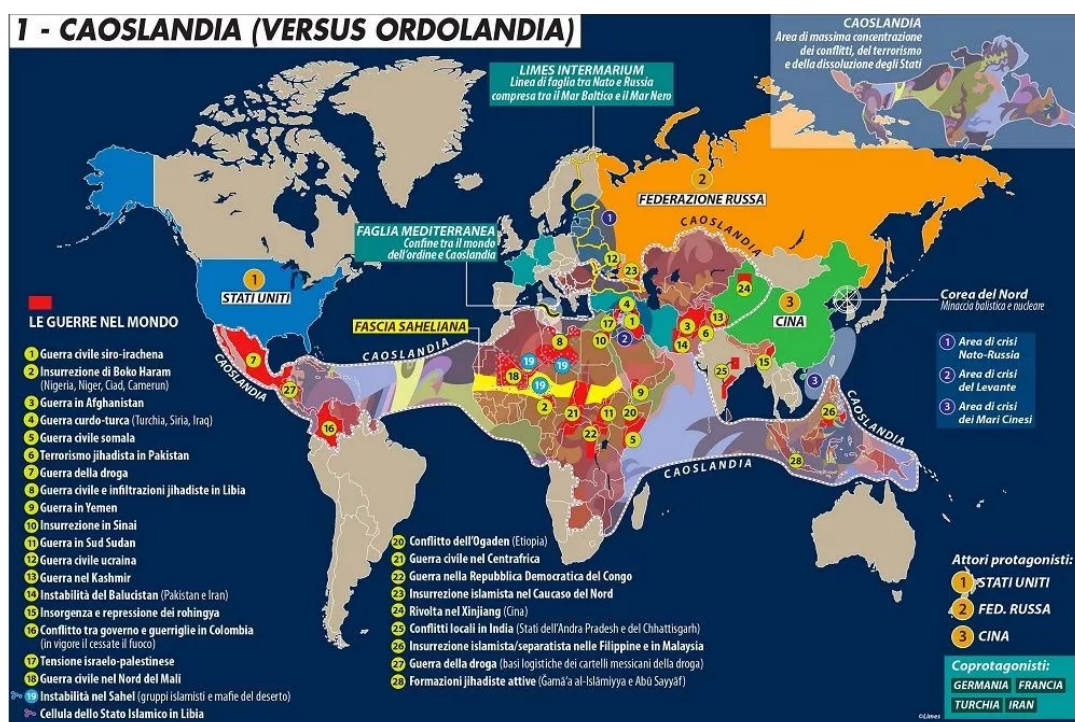 1 - CAOSLANDIA (VERSUS ORDOLANDIA)
CAOSLANDIA
Area di massima concentrazione
dei conflitti, del terrorismo
e della dissoluzione degli Stati
LIMES INTERMARIUM
Linea di faglia tra Nato e Russia
compresa tra il Mar Baltico e il Mar Nero
2
FEDERAZIONE RUSSA
CAOSLANDIA
FAGLIA MEDITERRANEA
Confine tra il mondo
dell'ordine e Caoslandia
1
STATI UNITI
3
CINA
Corea del Nord
Minaccia balistica e nucleare
FASCIA SAHELIANA
CAOSLANDIA
CAOSLANDIA
CAOSLANDIA
CAOSLANDIA
1 Area di crisi
Nato-Russia
2 Area di crisi
del Levante
3 Area di crisi
dei Mari Cinesi
LE GUERRE NEL MONDO
1 Guerra civile siro-irachena
2 Insurrezione di Boko Haram
(Nigeria, Niger, Ciad, Camerun)
3 Guerra in Afghanistan
4 Guerra curdo-turca (Turchia, Siria, Iraq)
5 Guerra civile somala
6 Terrorismo jihadista in Pakistan
7 Guerra della droga
8 Guerra civile e infiltrazioni jihadiste in Libia
9 Guerra in Yemen
10 Insurrezione in Sinai
11 Guerra in Sud Sudan
12 Guerra civile ucraina
13 Guerra nel Kashmir
14 Instabilità del Balucistan (Pakistan e Iran)
15 Insorgenza e repressione dei rohingya
16 Conflitto tra governo e guerriglie in Colombia
(in vigore il cessate il fuoco)
17 Tensione israelo-palestinese
18 Guerra civile nel Nord del Mali
19 Instabilità nel Sahel (gruppi islamisti e mafie del deserto)
Cellula dello Stato Islamico in Libia
20 Conflitto dell'Ogaden (Etiopia)
21 Guerra civile nel Centrafrica
22 Guerra nella Repubblica Democratica del Congo
23 Insurrezione islamista nel Caucaso del Nord
24 Rivolta nel Xinjiang (Cina)
25 Conflitti locali in India (Stati dell'Andra Pradesh e del Chhattisgarh)
26 Insurrezione islamista/separatista nelle Filippine e in Malaysia
27 Guerra della droga (basi logistiche dei cartelli messicani della droga)
28 Formazioni jihadiste attive (Ǧamā'a al-Islāmiyya e Abū Sayyāf)
Attori protagonisti:
1 STATI UNITI
2 FED. RUSSA
3 CINA
Coprotagonisti:
GERMANIA FRANCIA
TURCHIA IRAN
©Limes